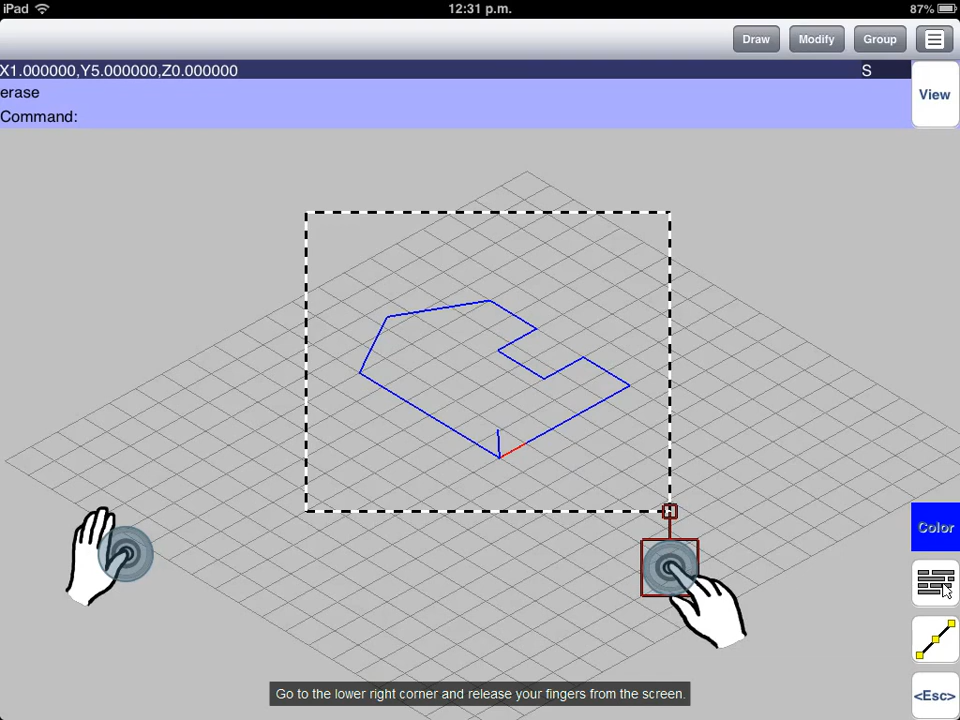 iPad
12:31 p.m.
87%
Draw
Modify
Group
X1.000000,Y5.000000,Z0.000000
S
View
erase
Command:
Color
<Esc>
Go to the lower right corner and release your fingers from the screen.